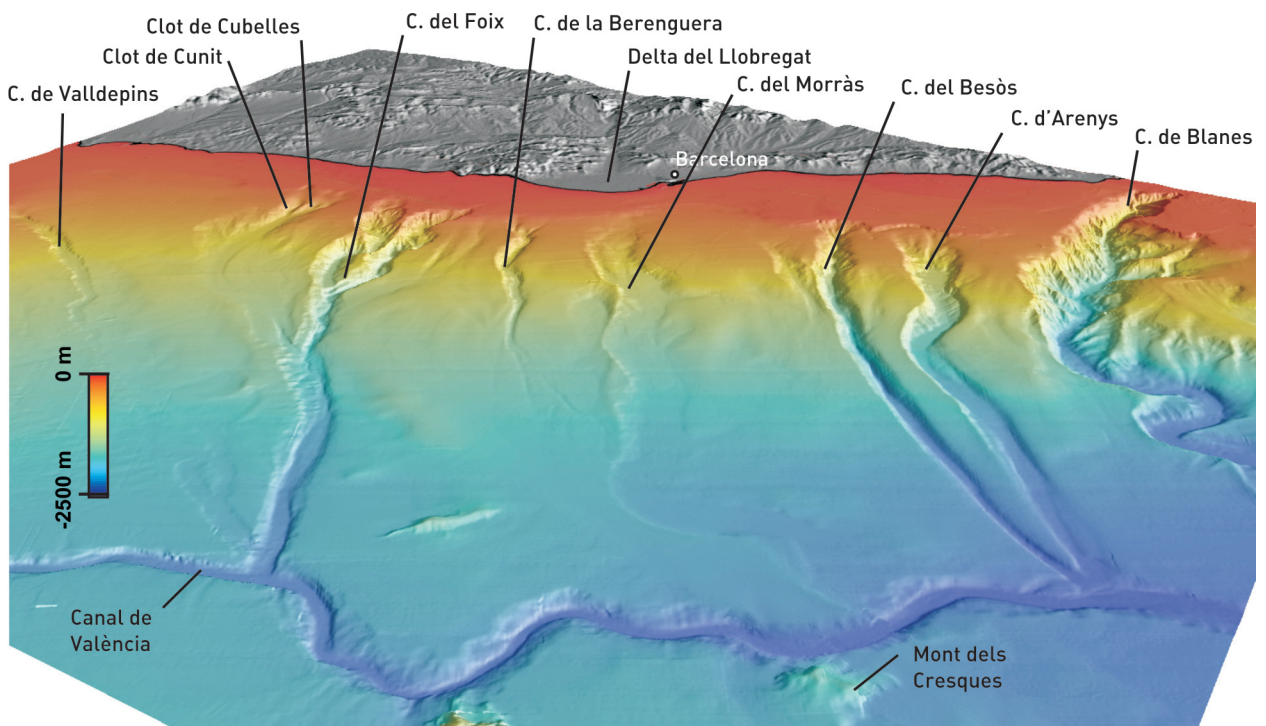 C. del Foix
C. de la Berenguera
Clot de Cubelles
Clot de Cunit
Delta del Llobregat
C. de Valldepins
C. del Morràs
C. del Besòs
C. d'Arenys
C. de Blanes
Barcelona
0 m
-2500 m
Canal de
València
Mont dels
Cresques